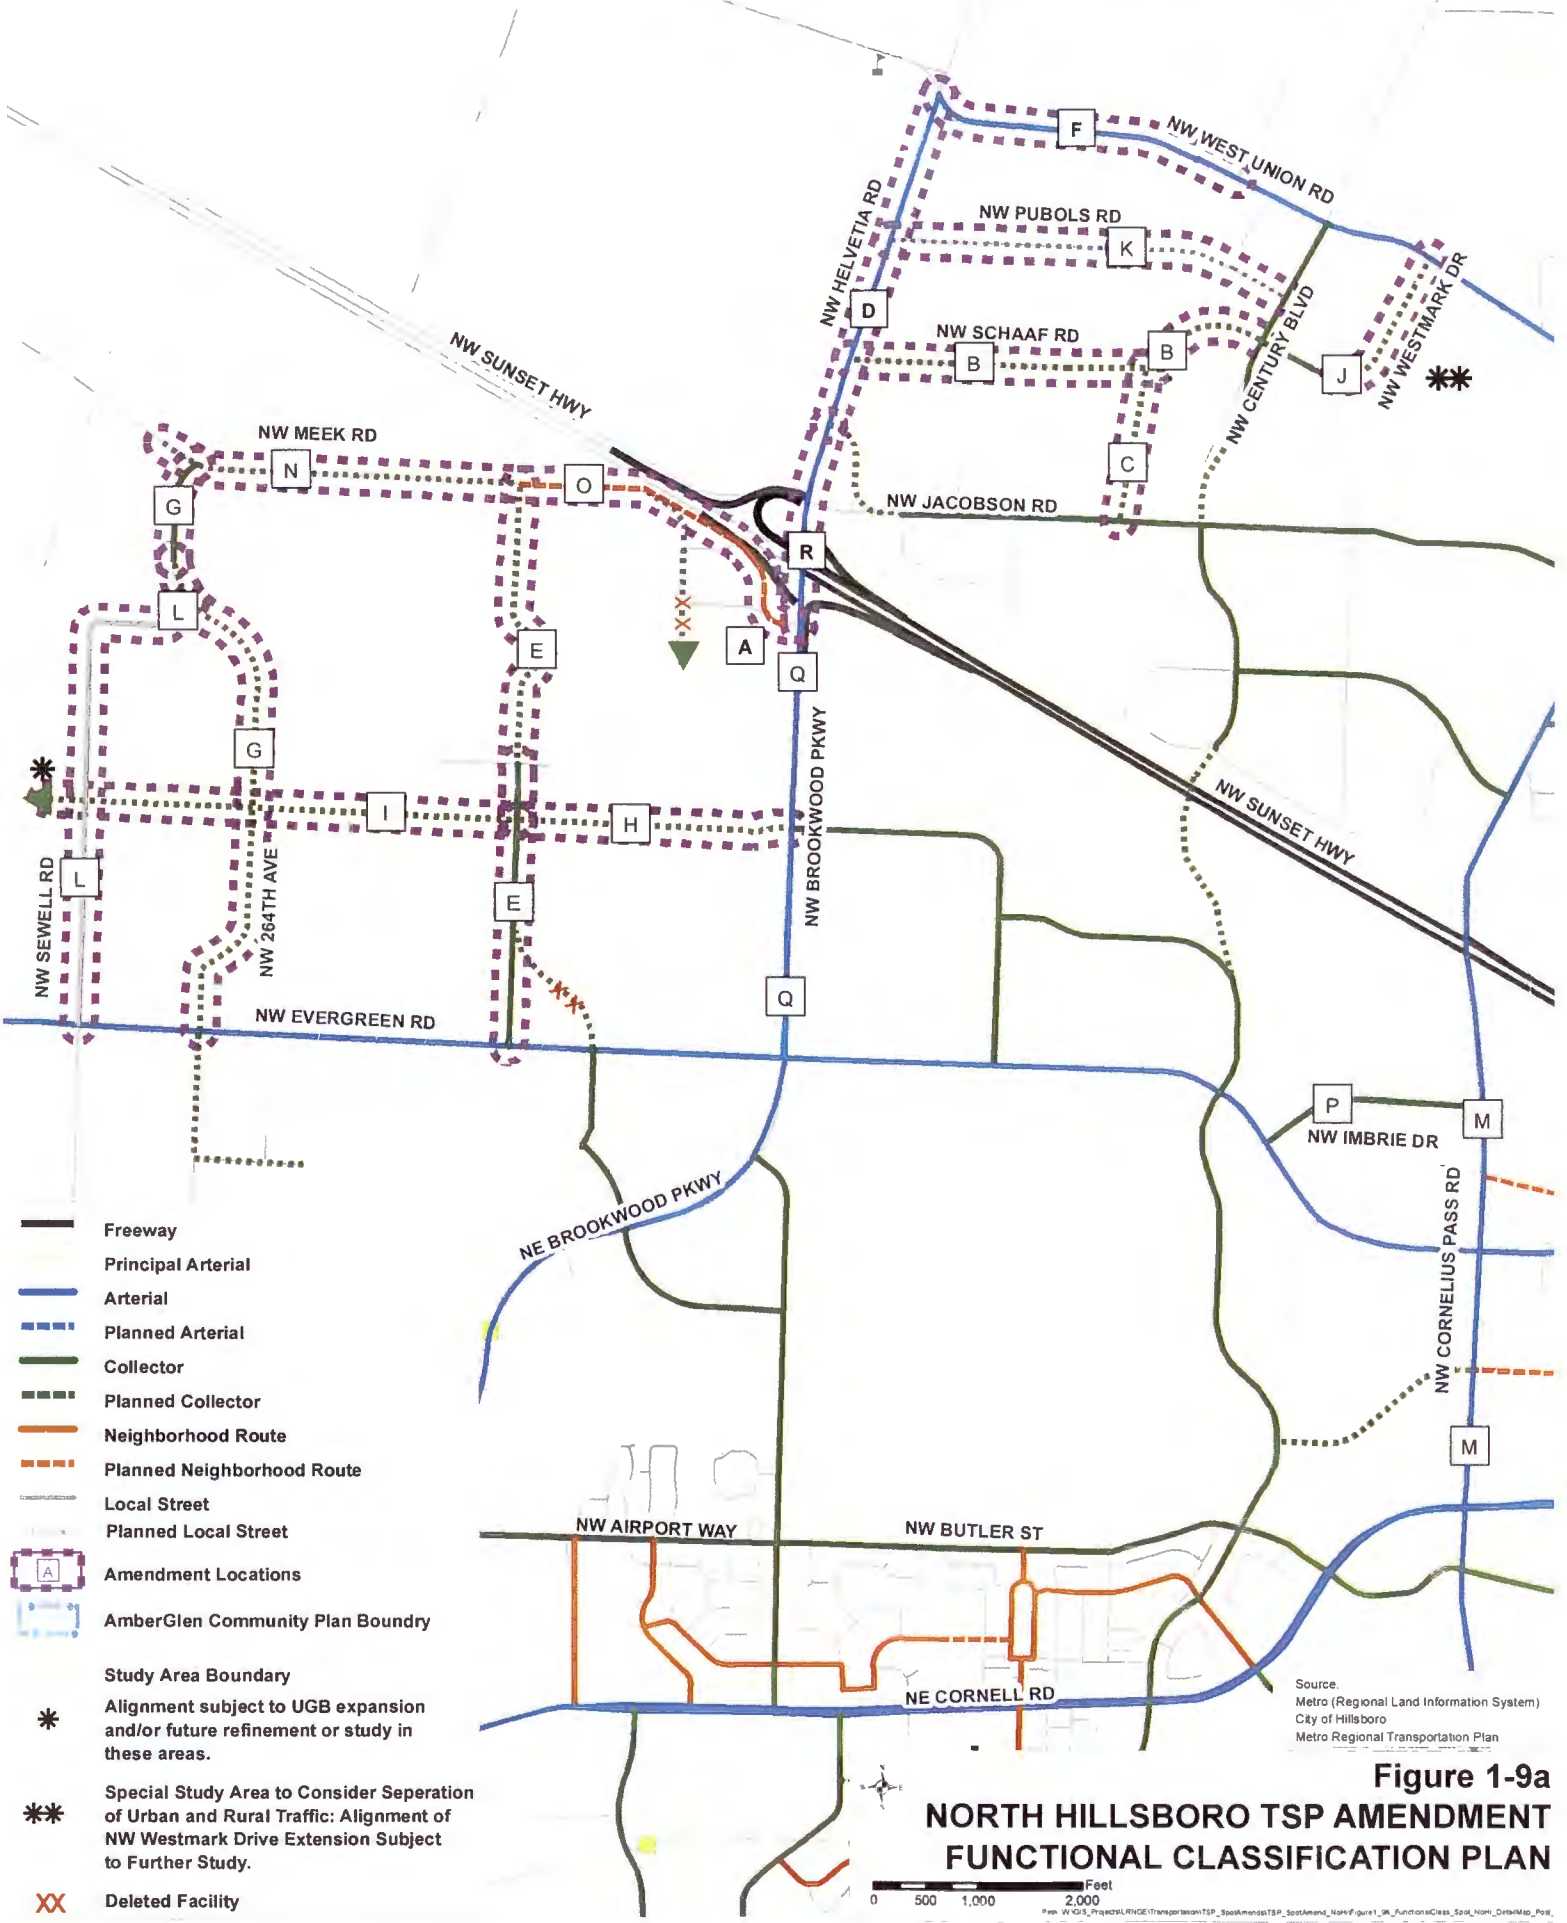 F
NW WEST UNION RD
NW PUBOLS RD
K
NW HELVETIA RD
D
NW SCHAAF RD
B
B
NW CENTURY BLVD
J
NW WESTMARK DR
**
NW SUNSET HWY
C
NW MEEK RD
N
O
G
NW JACOBSON RD
R
L
X
X
E
A
Q
G
*
NW BROOKWOOD PKWY
I
H
NW SUNSET HWY
L
NW SEWELL RD
NW 264TH AVE
E
XX
Q
NW EVERGREEN RD
P
M
NW IMBRIE DR
NW CORNELIUS PASS RD
NE BROOKWOOD PKWY
M
NW AIRPORT WAY
NW BUTLER ST
NE CORNELL RD
Freeway
Principal Arterial
Arterial
Planned Arterial
Collector
Planned Collector
Neighborhood Route
Planned Neighborhood Route
Local Street
Planned Local Street
A
Amendment Locations
AmberGlen Community Plan Boundry
Study Area Boundary
* Alignment subject to UGB expansion
and/or future refinement or study in
these areas.
** Special Study Area to Consider Seperation
of Urban and Rural Traffic: Alignment of
NW Westmark Drive Extension Subject
to Further Study.
XX Deleted Facility
Source.
Metro (Regional Land Information System)
City of Hillsboro
Metro Regional Transportation Plan
Figure 1-9a
NORTH HILLSBORO TSP AMENDMENT
FUNCTIONAL CLASSIFICATION PLAN
Feet
0 500 1,000 2,000